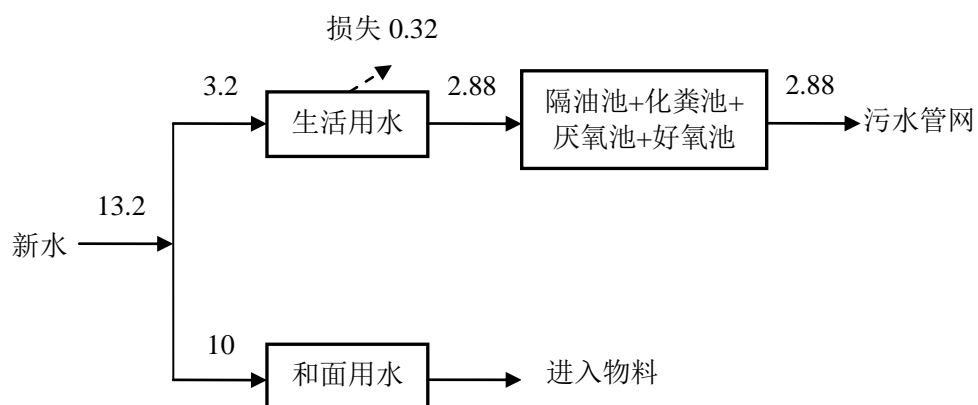 损失 0.32
3.2
生活用水
2.88
隔油池+化粪池+
厌氧池+好氧池
2.88
污水管网
13.2
新水
10
和面用水
进入物料